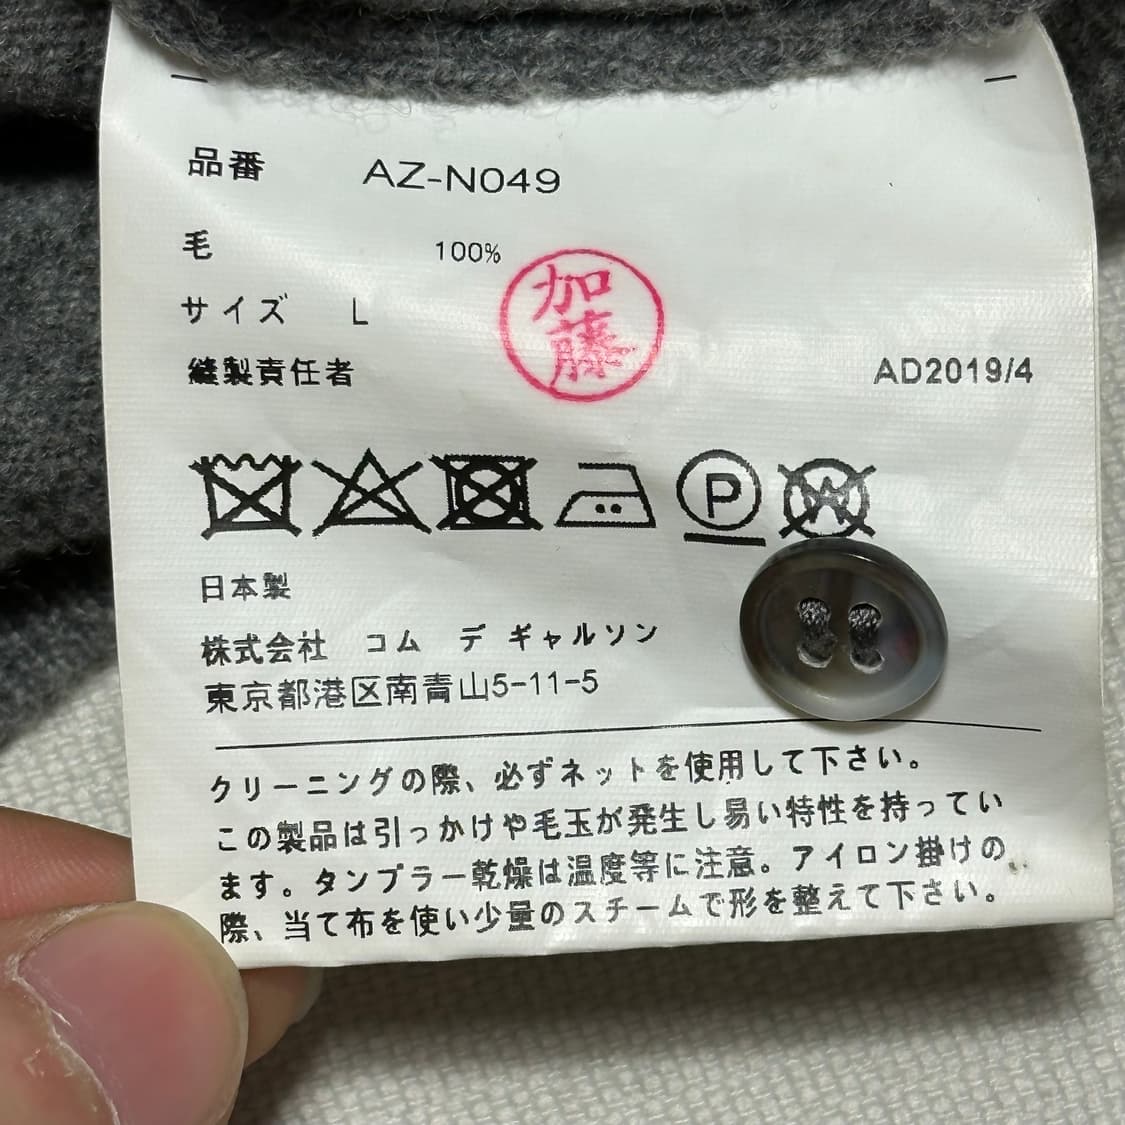 品番 AZ-N049
毛 100%
サイズ L
加藤
縫製責任者 AD2019/4
P
W
日本製
株式会社 コム デ ギャルソン
東京都港区南青山5-11-5
クリーニングの際、必ずネットを使用して下さい。
この製品は引っかけや毛玉が発生し易い特性を持ってい
ます。タンブラー乾燥は温度等に注意。アイロン掛けの
際、当て布を使い少量のスチームで形を整えて下さい。